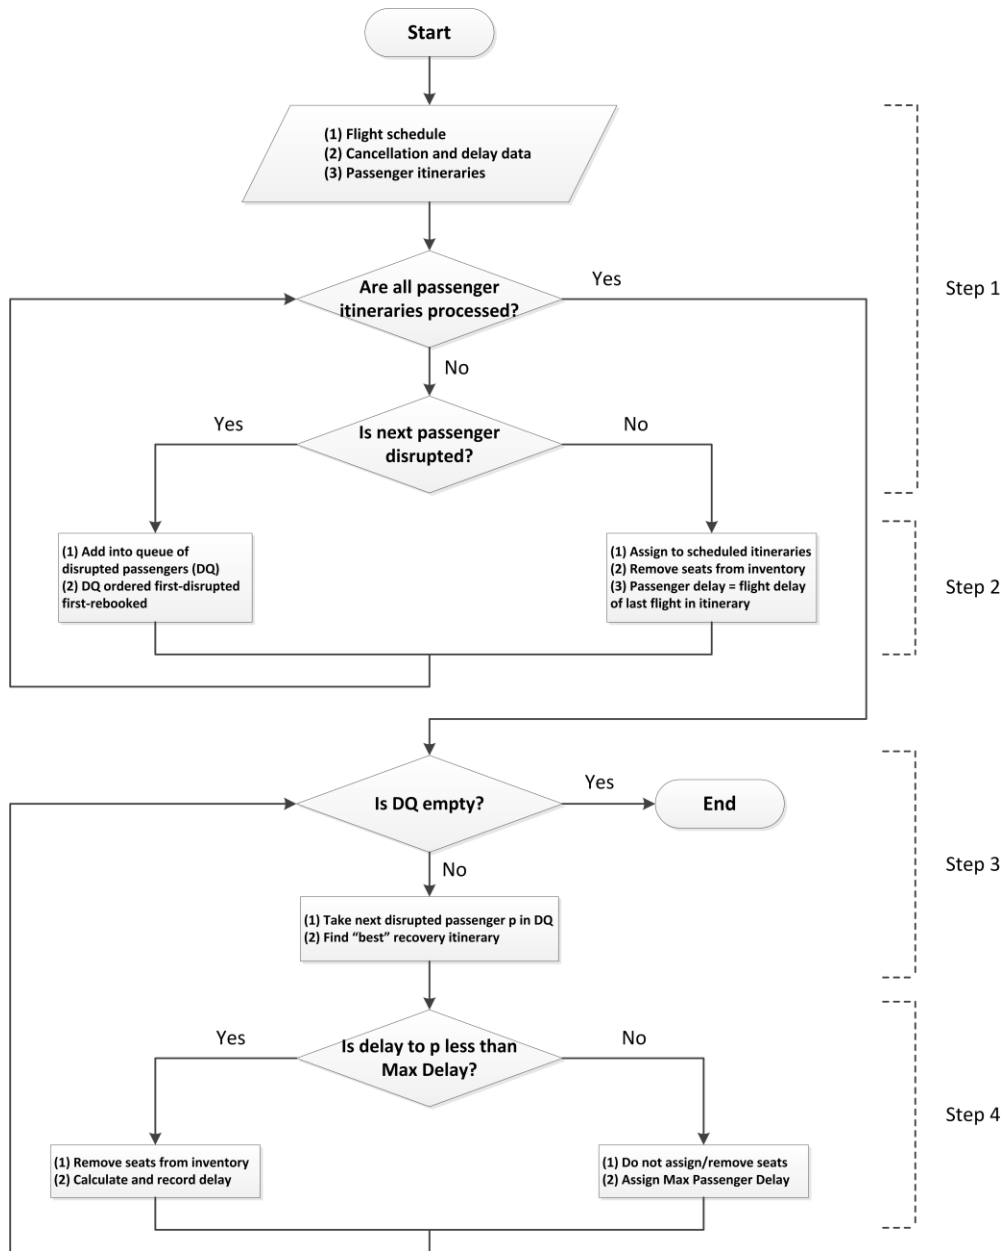 Start
(1) Flight schedule
(2) Cancellation and delay data
(3) Passenger itineraries
Are all passenger
itineraries processed?
Yes
Step 1
No
Is next passenger
disrupted?
Yes
No
(1) Add into queue of
disrupted passengers (DQ)
(2) DQ ordered first-disrupted
first-rebooked
(1) Assign to scheduled itineraries
(2) Remove seats from inventory
(3) Passenger delay = flight delay
of last flight in itinerary
Step 2
Is DQ empty?
Yes
End
No
Step 3
(1) Take next disrupted passenger p in DQ
(2) Find “best” recovery itinerary
Is delay to p less than
Max Delay?
Yes
No
Step 4
(1) Remove seats from inventory
(2) Calculate and record delay
(1) Do not assign/remove seats
(2) Assign Max Passenger Delay